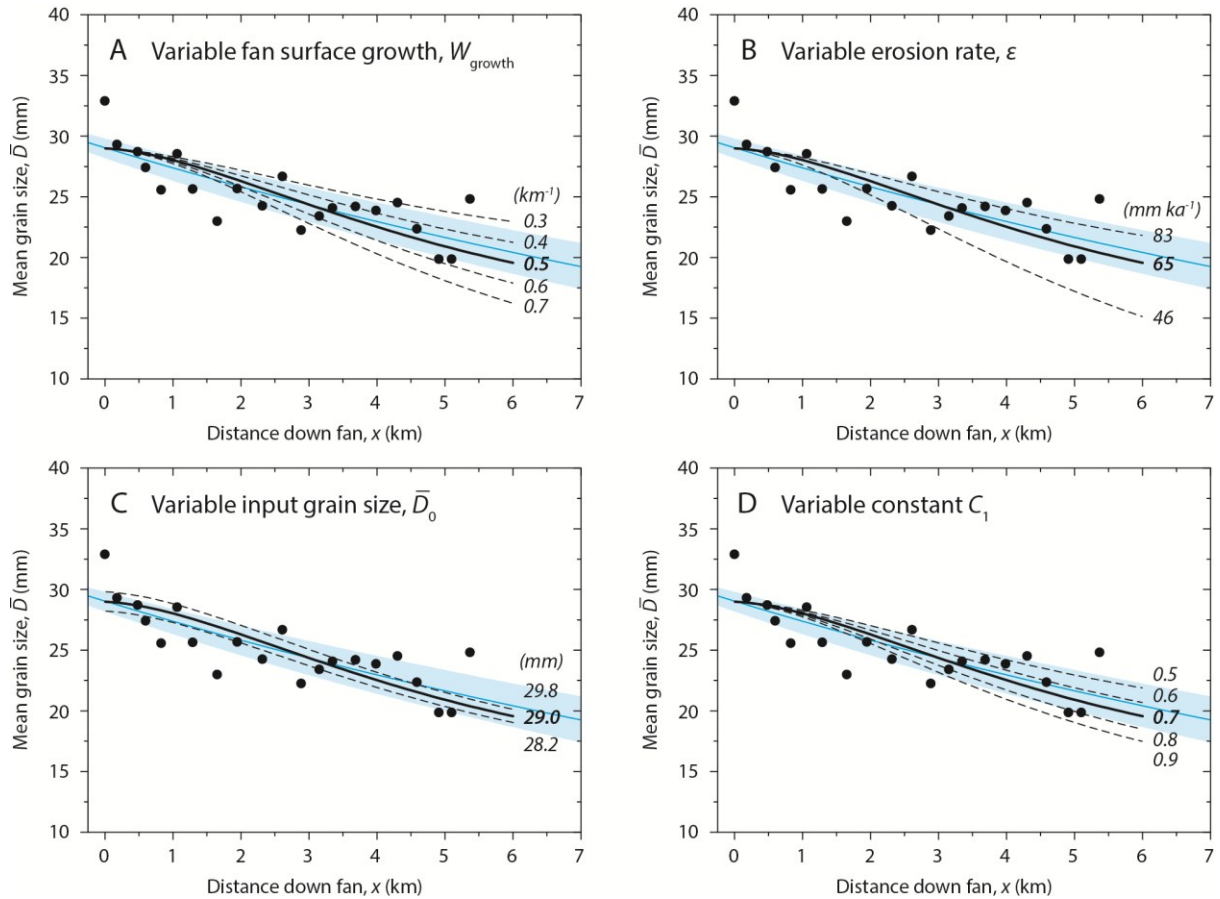 A Variable fan surface growth, W_growth
40
35
30
25
20
15
10
Mean grain size, D̅ (mm)
(km⁻¹)
0.3
0.4
0.5
0.6
0.7
0 1 2 3 4 5 6 7
Distance down fan, x (km)
B Variable erosion rate, ε
40
35
30
25
20
15
10
Mean grain size, D̅ (mm)
(mm ka⁻¹)
83
65
46
0 1 2 3 4 5 6 7
Distance down fan, x (km)
C Variable input grain size, D̅₀
40
35
30
25
20
15
10
Mean grain size, D̅ (mm)
(mm)
29.8
29.0
28.2
0 1 2 3 4 5 6 7
Distance down fan, x (km)
D Variable constant C₁
40
35
30
25
20
15
10
Mean grain size, D̅ (mm)
0.5
0.6
0.7
0.8
0.9
0 1 2 3 4 5 6 7
Distance down fan, x (km)